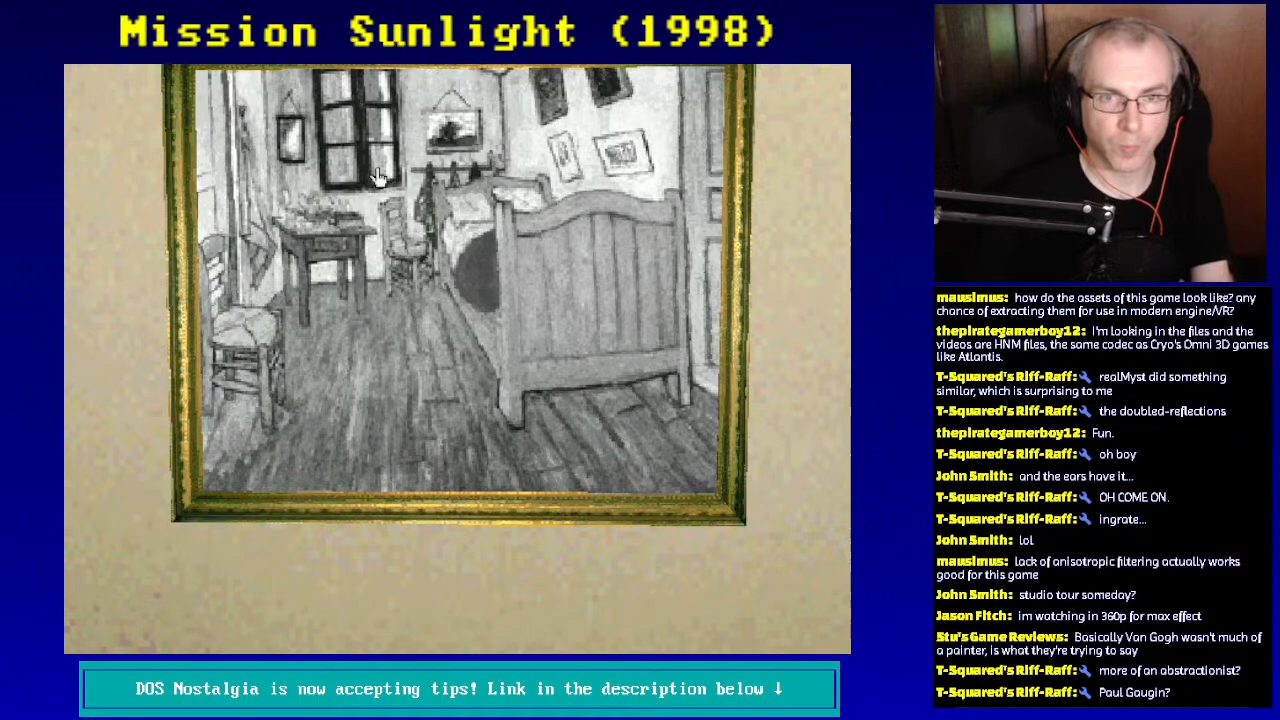 Mission Sunlight (1998)
mausimus: how do the assets of this game look like? any
chance of extracting them for use in modern engine/VR?
thepirategamerboy12: I'm looking in the files and the
videos are HNM files, the same codec as Cryo's Omni 3D games
like Atlantis.
T-Squared's Riff-Raff: realMyst did something
similar, which is surprising to me
T-Squared's Riff-Raff: the doubled-reflections
thepirategamerboy12: Fun.
T-Squared's Riff-Raff: oh boy
John Smith: and the ears have it...
T-Squared's Riff-Raff: OH COME ON.
T-Squared's Riff-Raff: ingrate...
John Smith: lol
mausimus: lack of anisotropic filtering actually works
good for this game
John Smith: studio tour someday?
Jason Fitch: im watching in 360p for max effect
Stu's Game Reviews: Basically Van Gogh wasn't much of
a painter, is what they're trying to say
T-Squared's Riff-Raff: more of an abstractionist?
T-Squared's Riff-Raff: Paul Gaugin?
DOS Nostalgia is now accepting tips! Link in the description below ↓